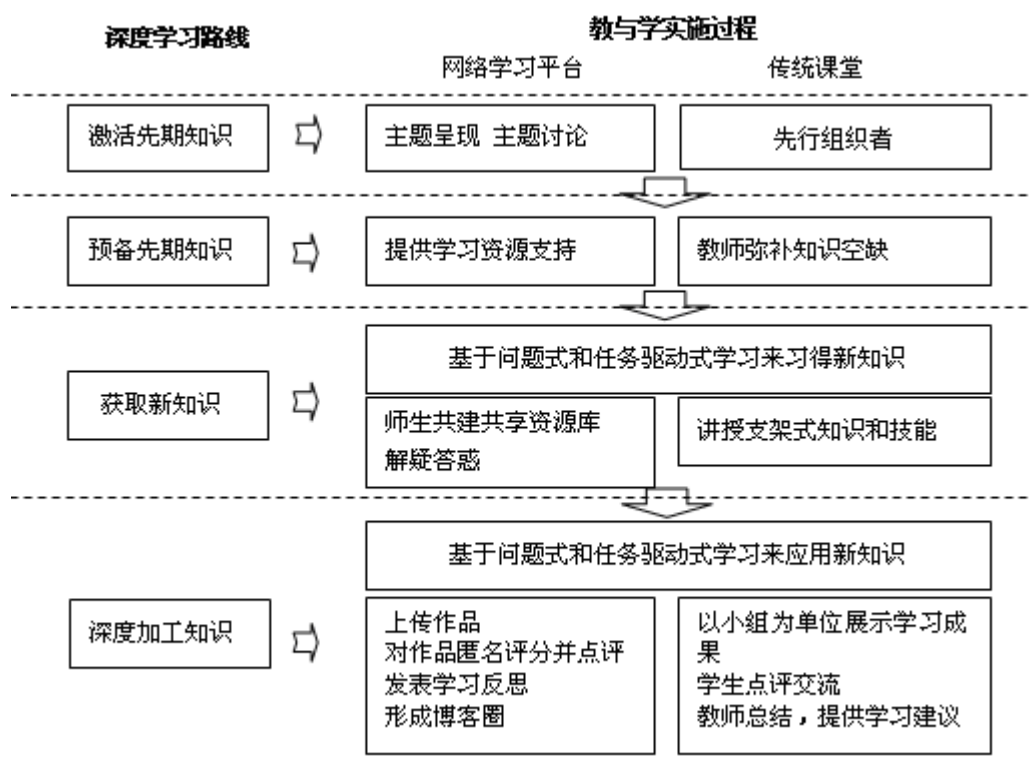 深度学习路线
教与学实施过程
网络学习平台
传统课堂
激活先期知识
主题呈现 主题讨论
先行组织者
预备先期知识
提供学习资源支持
教师弥补知识空缺
获取新知识
基于问题式和任务驱动式学习来习得新知识
师生共建共享资源库
解疑答惑
讲授支架式知识和技能
深度加工知识
基于问题式和任务驱动式学习来应用新知识
上传作品
对作品匿名评分并点评
发表学习反思
形成博客圈
以小组为单位展示学习成
果
学生点评交流
教师总结，提供学习建议